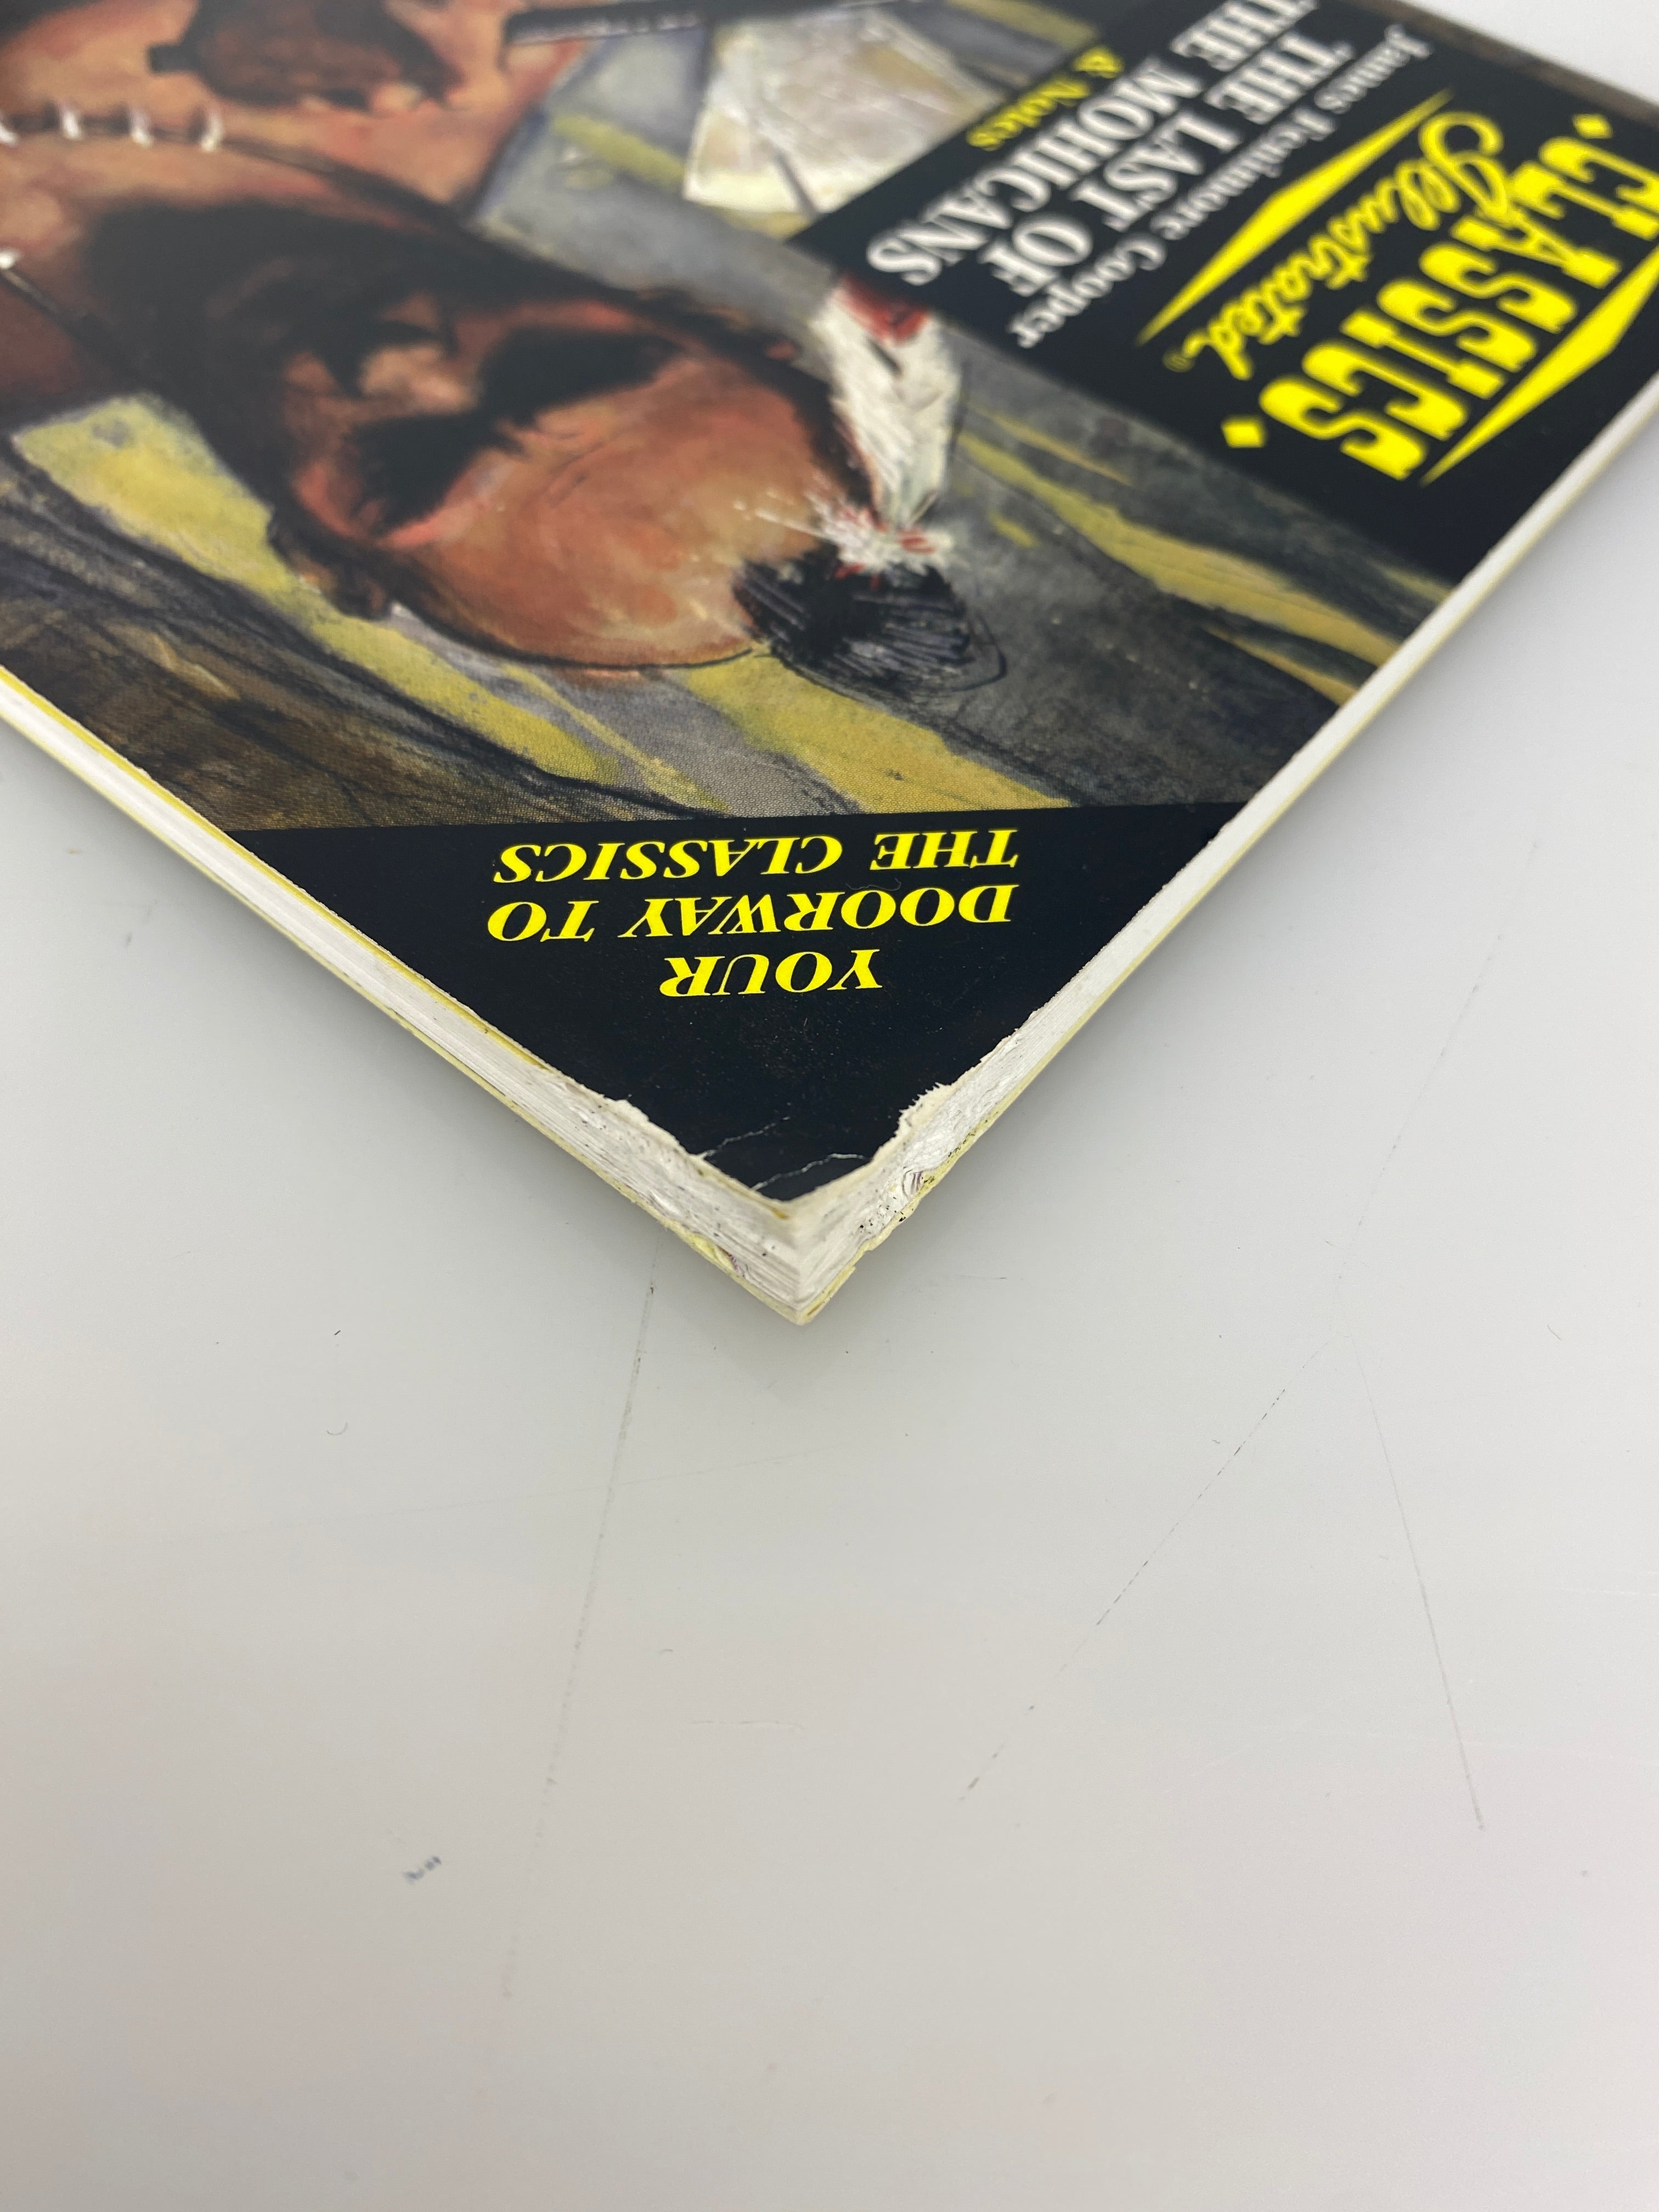 YOUR
DOORWAY TO
THE CLASSICS
CLASSICS
Illustrated®
James Fenimore Cooper
THE LAST OF
THE MOHICANS
& Notes